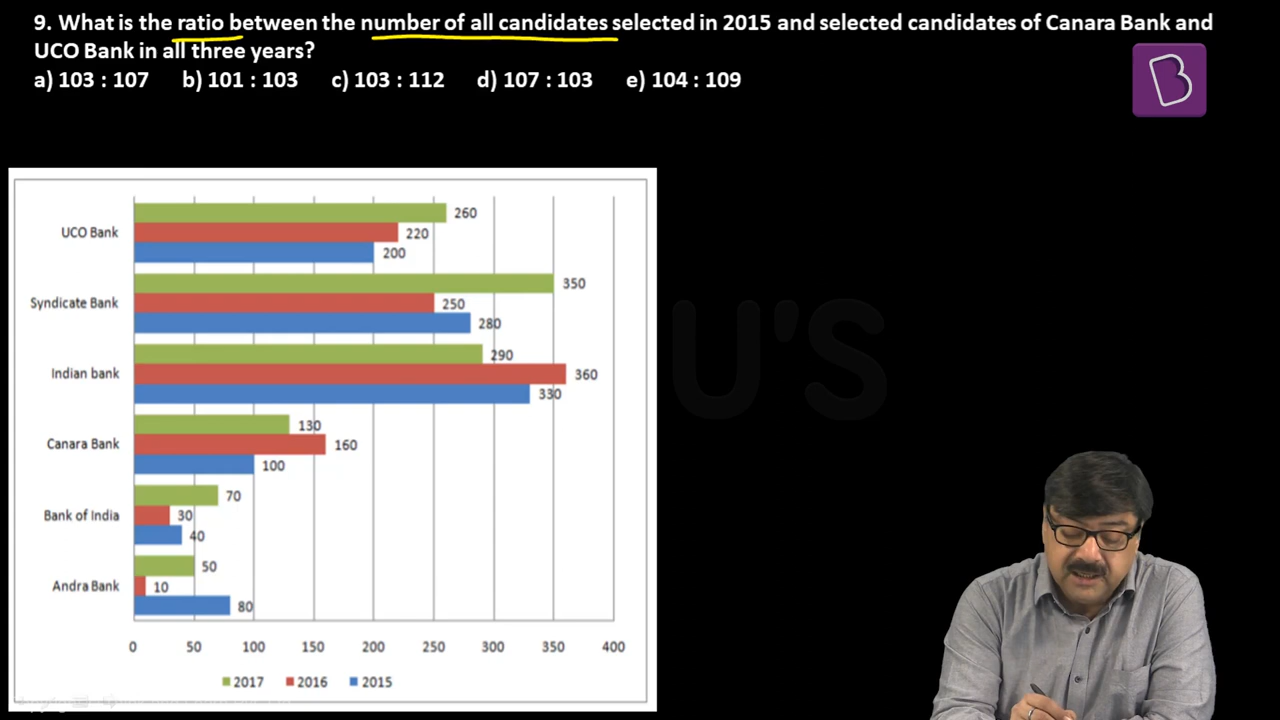 9. What is the ratio between the number of all candidates selected in 2015 and selected candidates of Canara Bank and
UCO Bank in all three years?
a) 103 : 107 b) 101 : 103 c) 103 : 112 d) 107 : 103 e) 104 : 109
B
UCO Bank
260
220
200
Syndicate Bank
350
250
280
Indian bank
290
360
330
Canara Bank
130
160
100
Bank of India
70
30
40
Andra Bank
50
10
80
0 50 100 150 200 250 300 350 400
2017 2016 2015
U'S